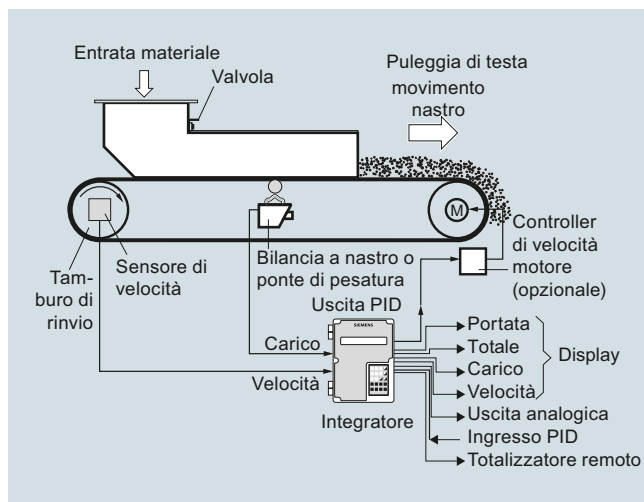 Entrata materiale
Valvola
Puleggia di testa
movimento
nastro
M
Controller
di velocità
motore
(opzionale)
Tam-
buro di
rinvio
Sensore di
velocità
Bilancia a nastro o
ponte di pesatura
Uscita PID
SIEMENS
Carico
Velocità
Integratore
Portata
Totale
Carico
Velocità
Display
Uscita analogica
Ingresso PID
Totalizzatore remoto